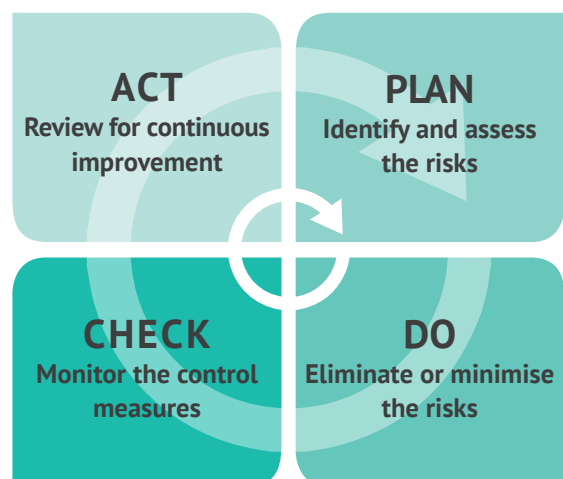 ACT
Review for continuous
improvement
PLAN
Identify and assess
the risks
CHECK
Monitor the control
measures
DO
Eliminate or minimise
the risks